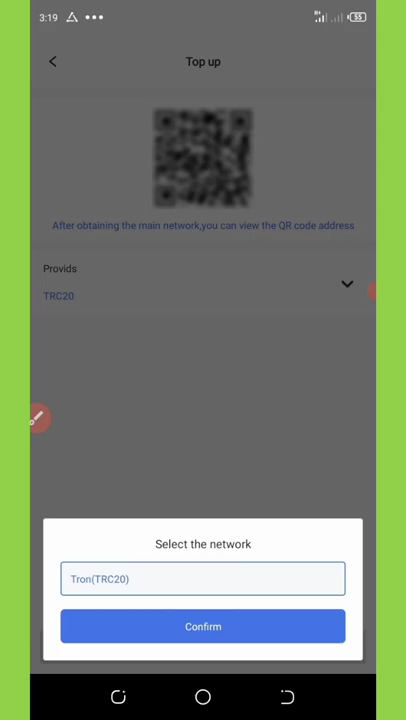 3:19
55
Top up
After obtaining the main network,you can view the QR code address
Provids
TRC20
Select the network
Tron(TRC20)
Confirm